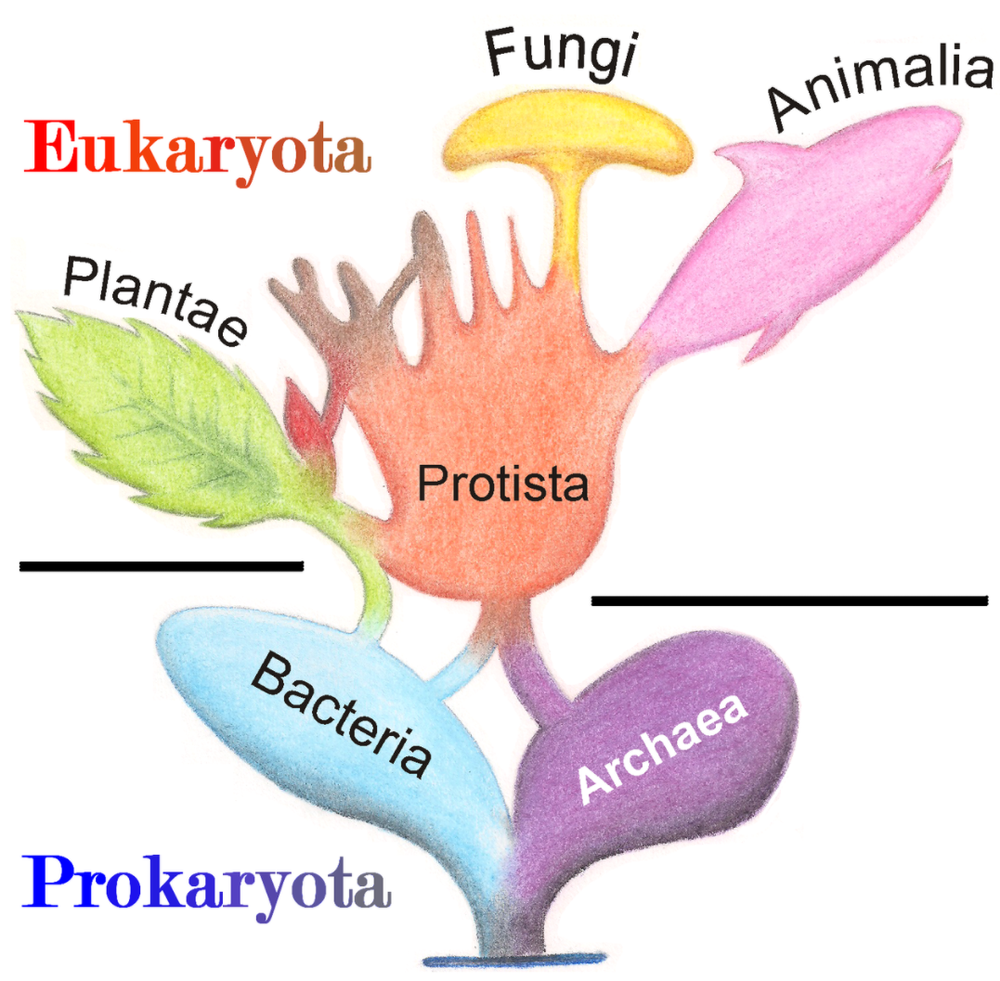 Fungi
Animalia
Eukaryota
Plantae
Protista
Bacteria
Archaea
Prokaryota